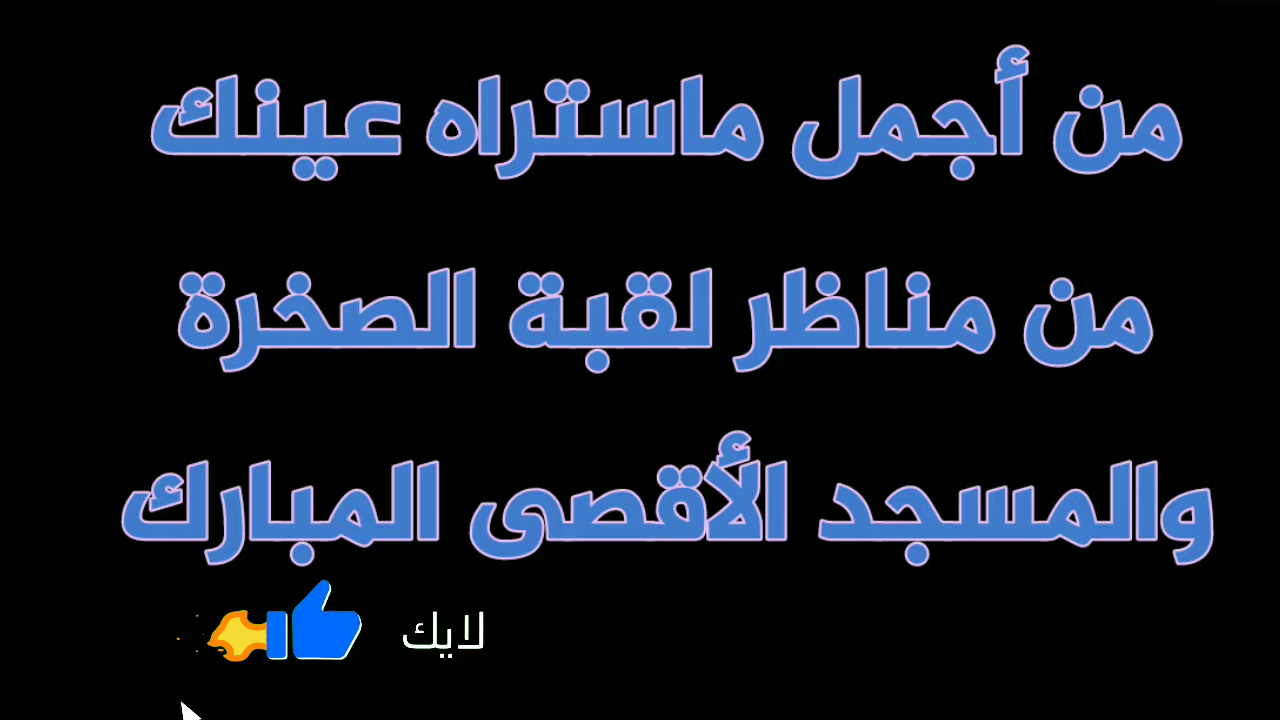 من أجمل ماستراه عينك
من مناظر لقبة الصخرة
والمسجد الأقصى المبارك
لايك